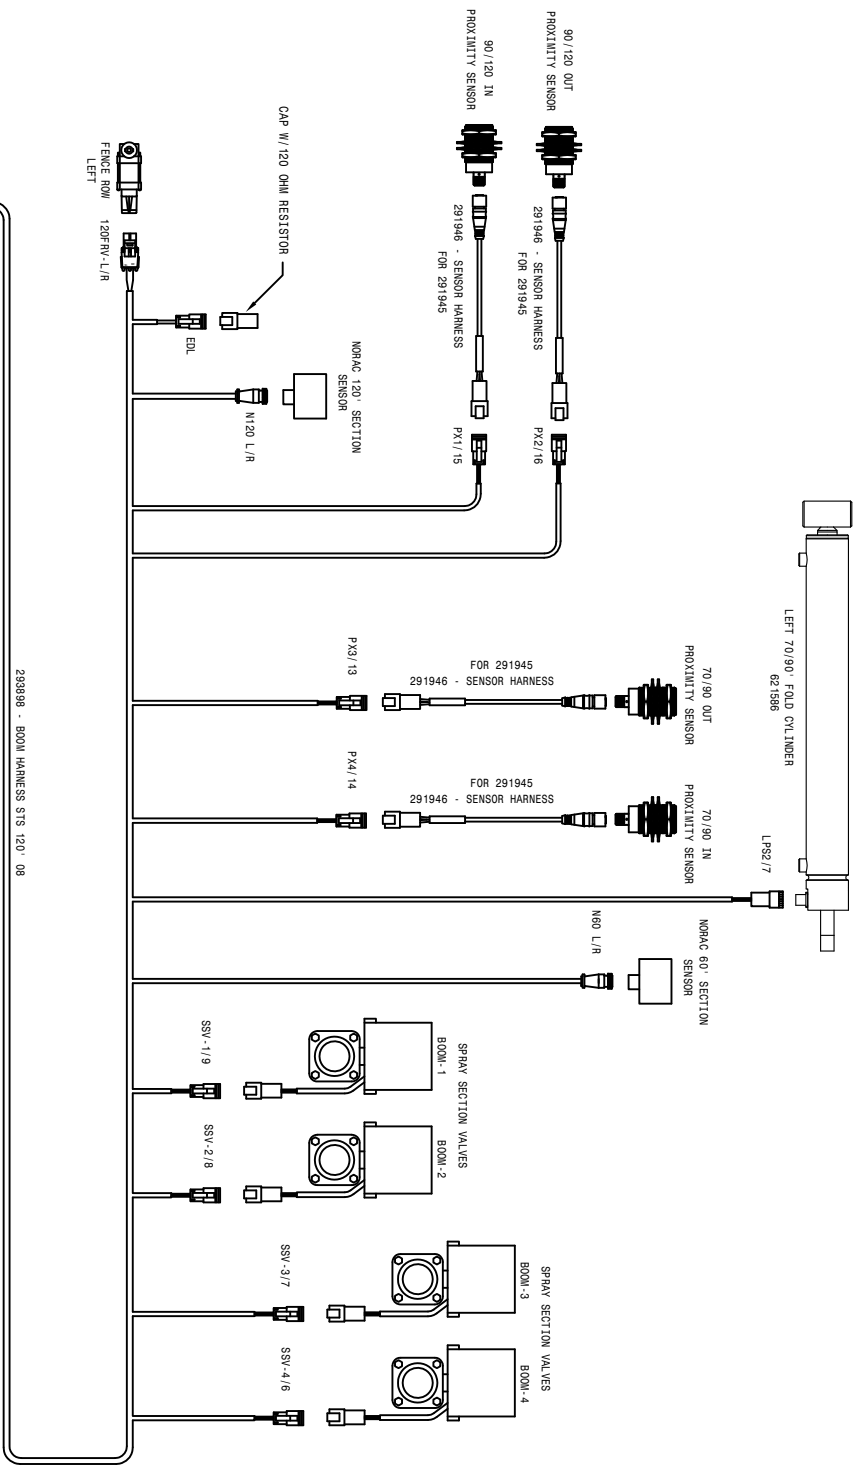 90/120 OUT
PROXIMITY SENSOR
90/120 IN
PROXIMITY SENSOR
291946 - SENSOR HARNESS
FOR 291945
291946 - SENSOR HARNESS
FOR 291945
PX2/16
PX1/15
CAP W/120 OHM RESISTOR
FENCE ROW
LEFT
120FRV-L/R
EDL
NORAC 120' SECTION
SENSOR
N120 L/R
LEFT 70/90' FOLD CYLINDER
621586
LPS2/7
70/90 OUT
PROXIMITY SENSOR
FOR 291945
291946 - SENSOR HARNESS
PX3/13
70/90 IN
PROXIMITY SENSOR
FOR 291945
291946 - SENSOR HARNESS
PX4/14
NORAC 60' SECTION
SENSOR
N60 L/R
SPRAY SECTION VALVES
BOOM-1
BOOM-2
SSV-1/9
SSV-2/8
SPRAY SECTION VALVES
BOOM-3
BOOM-4
SSV-3/7
SSV-4/6
293898 - BOOM HARNESS STS 120' 08